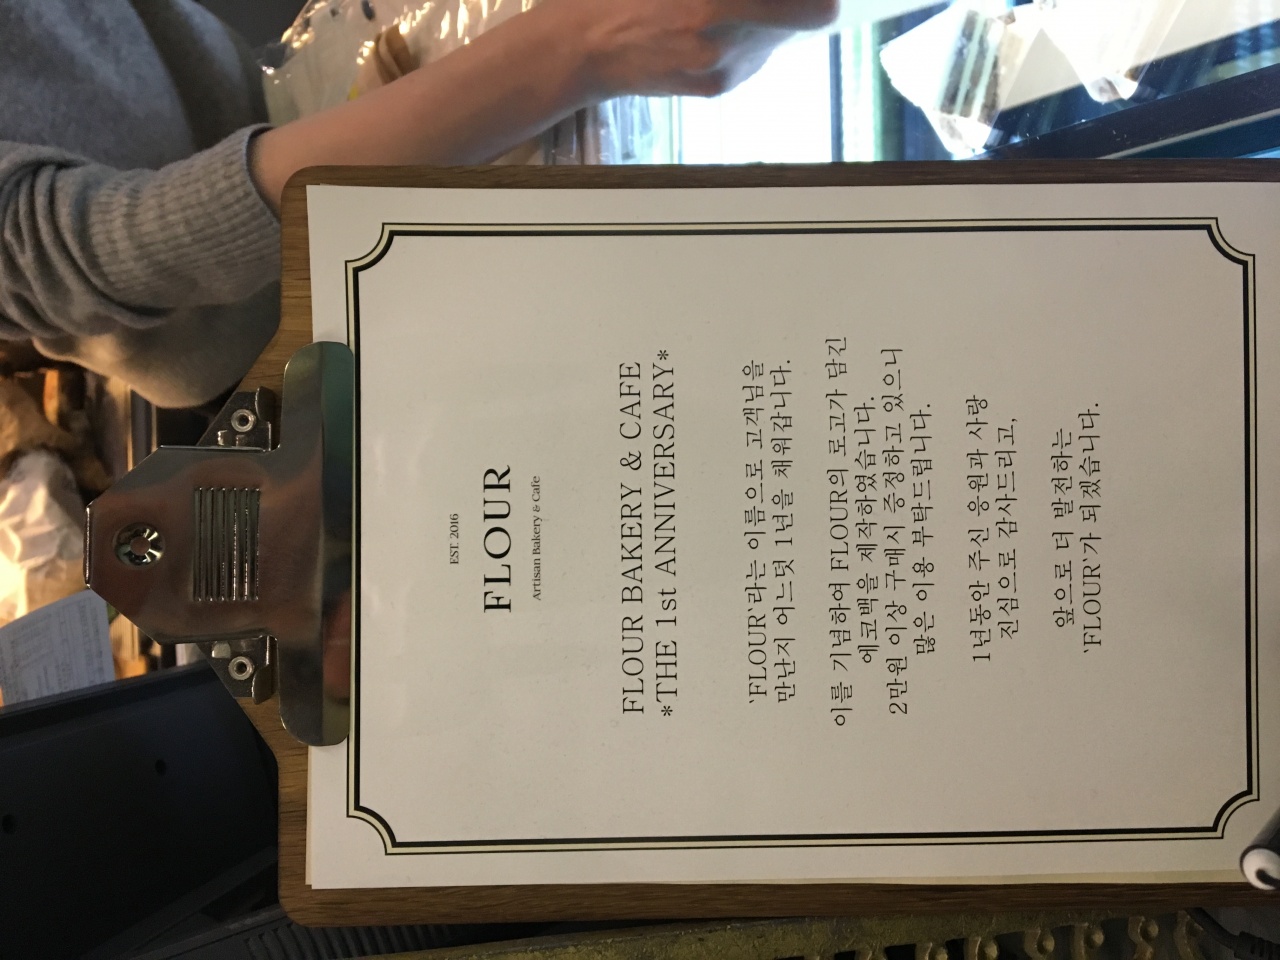 EST. 2016
FLOUR
Artisan Bakery & Cafe
FLOUR BAKERY & CAFE
*THE 1st ANNIVERSARY*
'FLOUR'라는 이름으로 고객님을
만난지 어느덧 1년을 채워갑니다.
이를 기념하여 FLOUR의 로고가 담긴
에코백을 제작하였습니다.
2만원 이상 구매시 증정하고 있으니
많은 이용 부탁드립니다.
1년동안 주신 응원과 사랑
진심으로 감사드리고,
앞으로 더 발전하는
'FLOUR'가 되겠습니다.